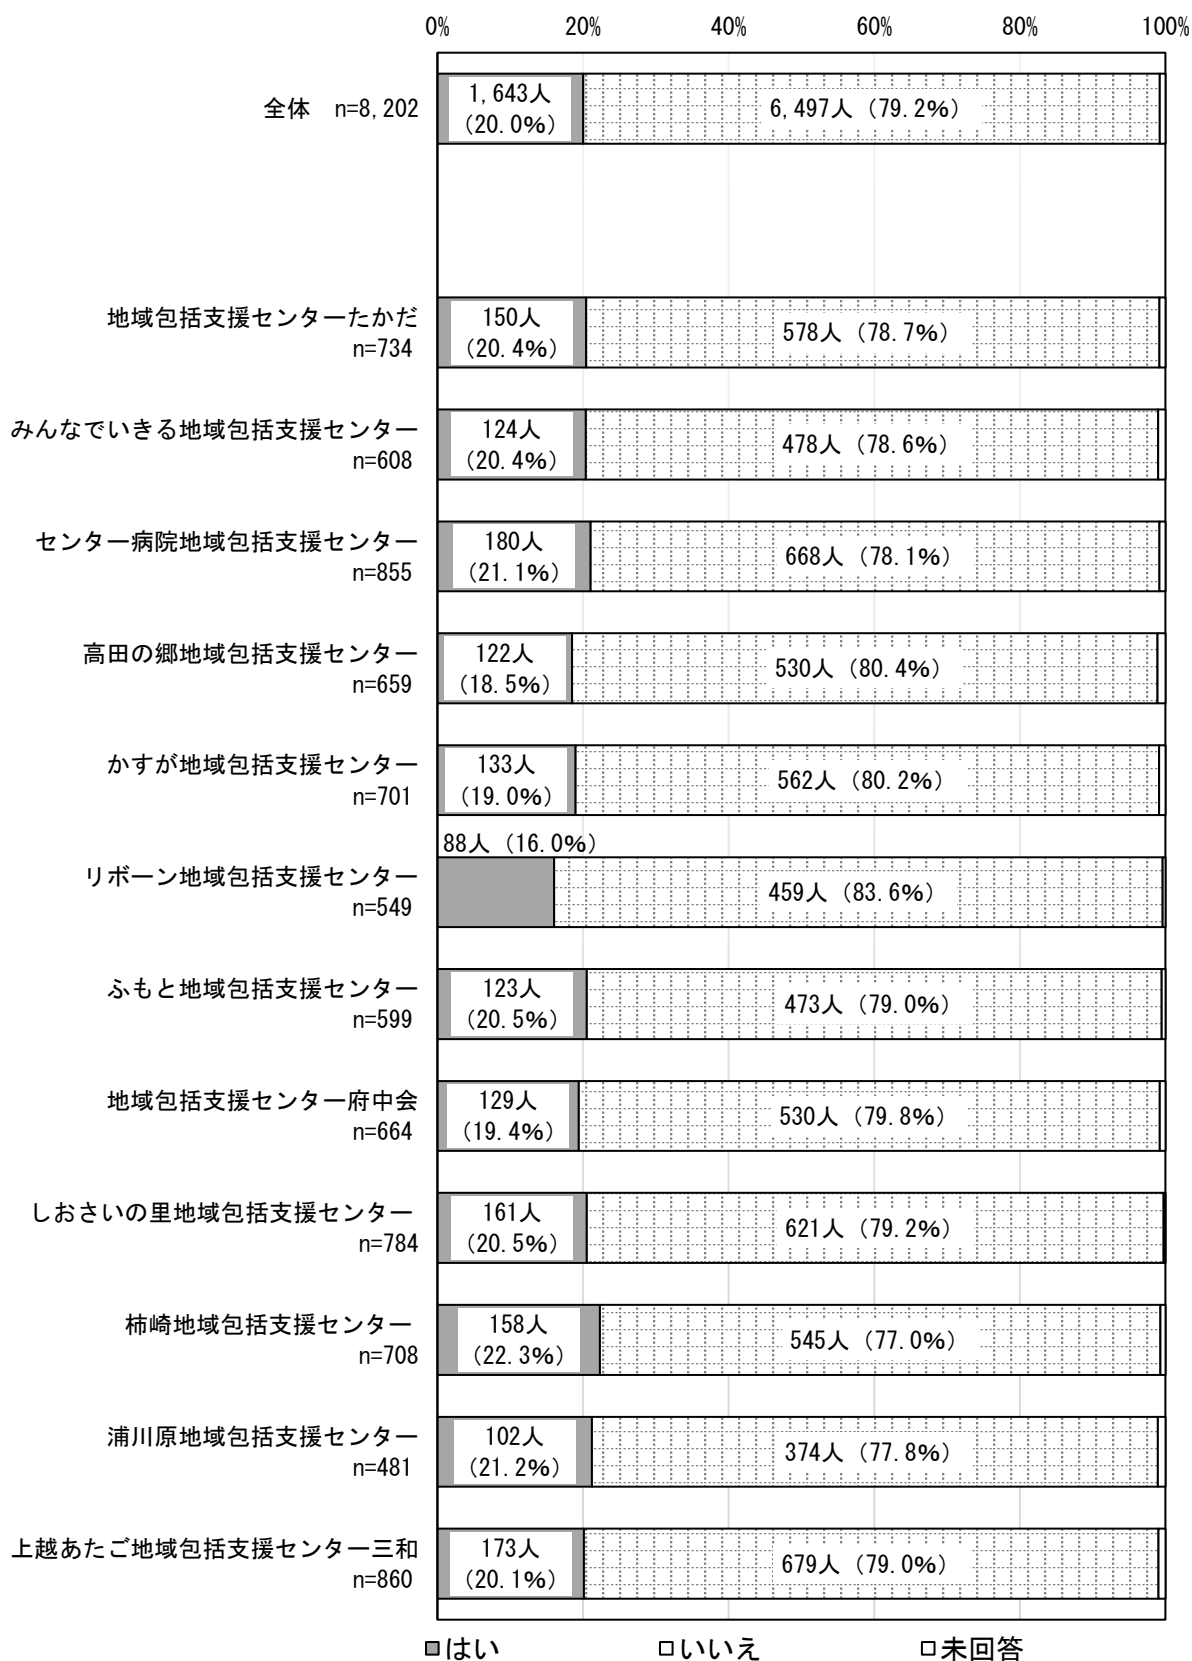 0% 20% 40% 60% 80% 100%
全体　n=8,202
1,643人
(20.0%)
6,497人 (79.2%)
地域包括支援センターたかだ
n=734
150人
(20.4%)
578人 (78.7%)
みんなでいきる地域包括支援センター
n=608
124人
(20.4%)
478人 (78.6%)
センター病院地域包括支援センター
n=855
180人
(21.1%)
668人 (78.1%)
高田の郷地域包括支援センター
n=659
122人
(18.5%)
530人 (80.4%)
かすが地域包括支援センター
n=701
133人
(19.0%)
562人 (80.2%)
リボーン地域包括支援センター
n=549
88人 (16.0%)
459人 (83.6%)
ふもと地域包括支援センター
n=599
123人
(20.5%)
473人 (79.0%)
地域包括支援センター府中会
n=664
129人
(19.4%)
530人 (79.8%)
しおさいの里地域包括支援センター
n=784
161人
(20.5%)
621人 (79.2%)
柿崎地域包括支援センター
n=708
158人
(22.3%)
545人 (77.0%)
浦川原地域包括支援センター
n=481
102人
(21.2%)
374人 (77.8%)
上越あたご地域包括支援センター三和
n=860
173人
(20.1%)
679人 (79.0%)
はい いいえ 未回答